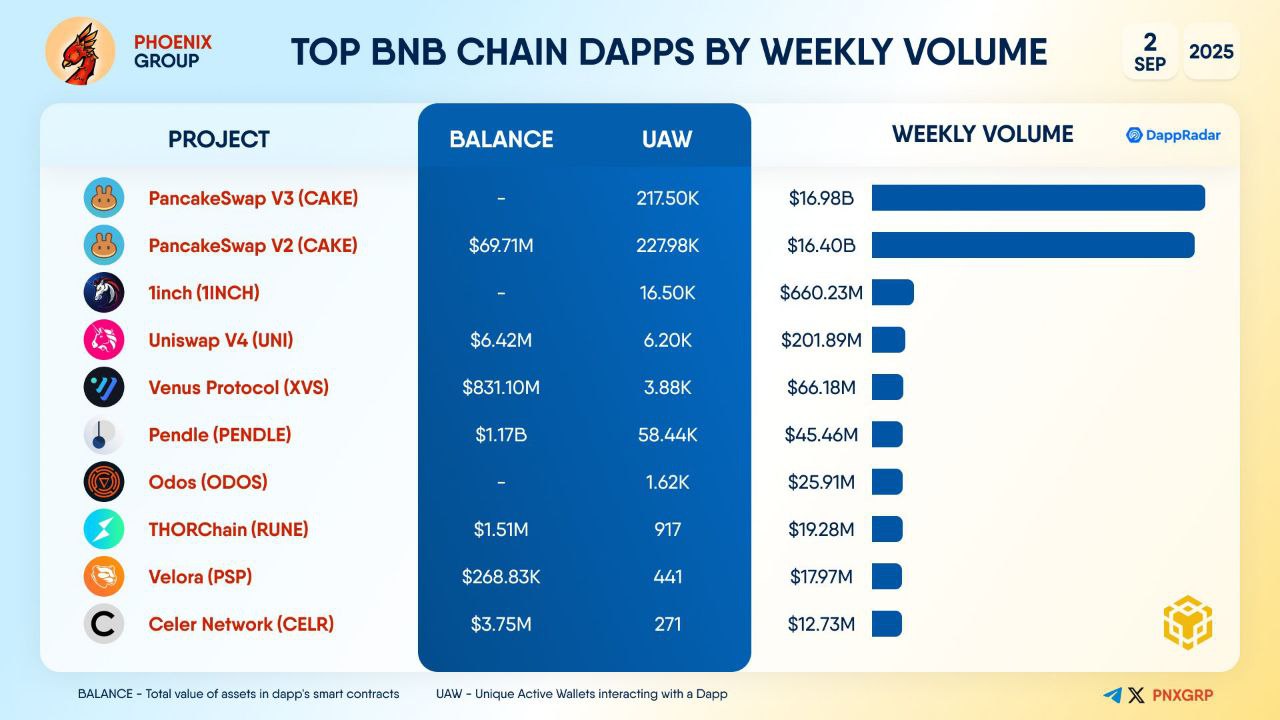 PHOENIX
GROUP
TOP BNB CHAIN DAPPS BY WEEKLY VOLUME
2
SEP
2025
PROJECT BALANCE UAW WEEKLY VOLUME DappRadar
PancakeSwap V3 (CAKE) - 217.50K $16.98B
PancakeSwap V2 (CAKE) $69.71M 227.98K $16.40B
1inch (1INCH) - 16.50K $660.23M
Uniswap V4 (UNI) $6.42M 6.20K $201.89M
Venus Protocol (XVS) $831.10M 3.88K $66.18M
Pendle (PENDLE) $1.17B 58.44K $45.46M
Odos (ODOS) - 1.62K $25.91M
THORChain (RUNE) $1.51M 917 $19.28M
Velora (PSP) $268.83K 441 $17.97M
Celer Network (CELR) $3.75M 271 $12.73M
BALANCE - Total value of assets in dapp's smart contracts UAW - Unique Active Wallets interacting with a Dapp PNXGRP